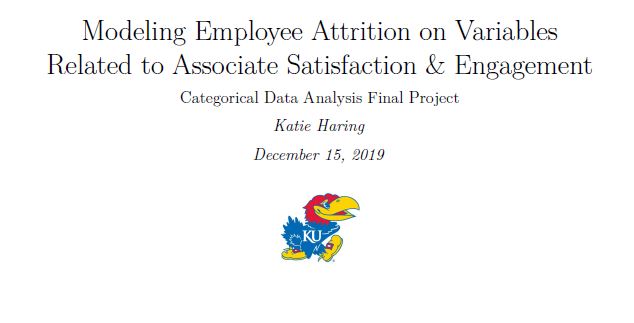 Modeling Employee Attrition on Variables
Related to Associate Satisfaction & Engagement
Categorical Data Analysis Final Project
Katie Haring
December 15, 2019
KU